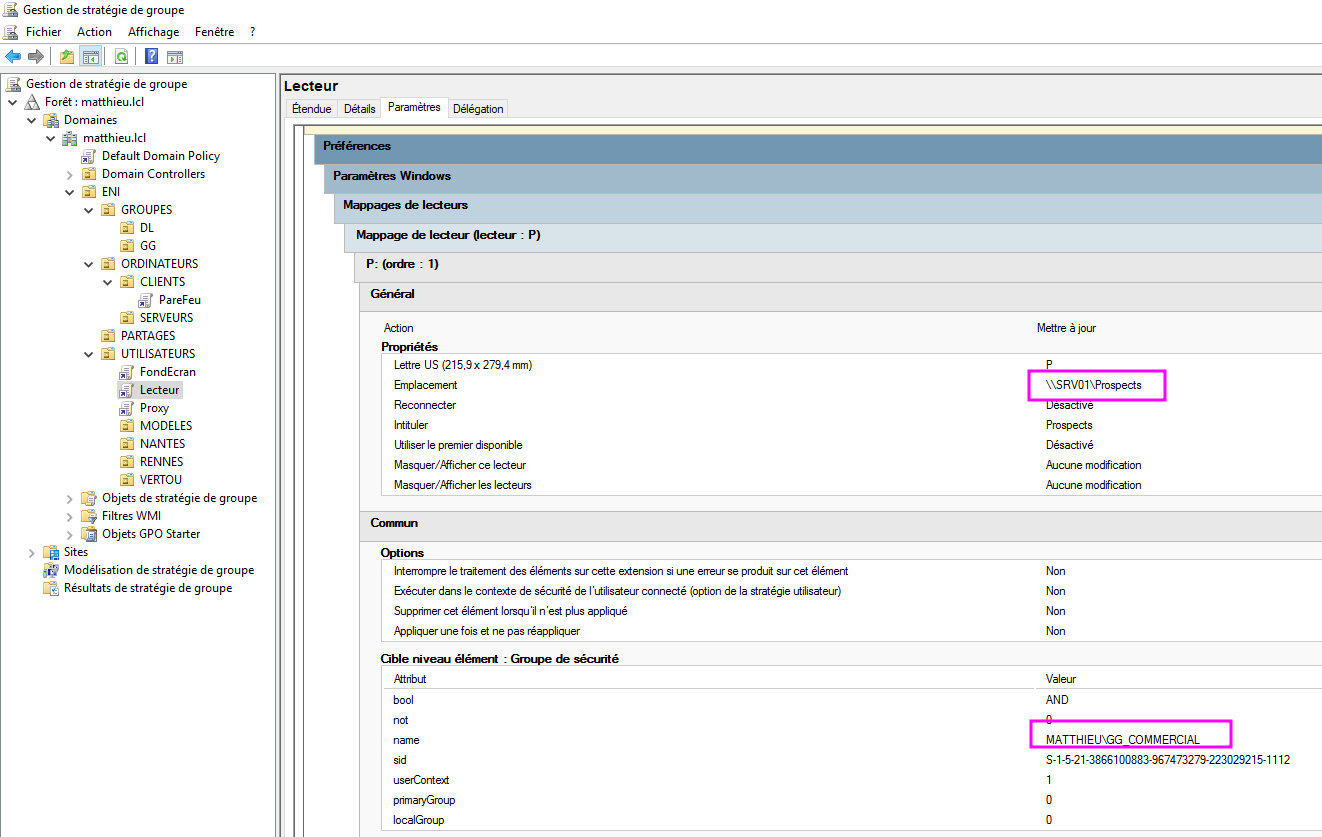 Gestion de stratégie de groupe
Fichier Action Affichage Fenêtre ?
Gestion de stratégie de groupe
Forêt : matthieu.lcl
Domaines
matthieu.lcl
Default Domain Policy
Domain Controllers
ENI
GROUPES
DL
GG
ORDINATEURS
CLIENTS
PareFeu
SERVEURS
PARTAGES
UTILISATEURS
FondEcran
Lecteur
Proxy
MODELES
NANTES
RENNES
VERTOU
Objets de stratégie de groupe
Filtres WMI
Objets GPO Starter
Sites
Modélisation de stratégie de groupe
Résultats de stratégie de groupe
Lecteur
Étendue Détails Paramètres Délégation
Préférences
Paramètres Windows
Mappages de lecteurs
Mappage de lecteur (lecteur : P)
P: (ordre : 1)
Général
Action Mettre à jour
Propriétés
Lettre US (215,9 x 279,4 mm) P
Emplacement \\SRV01\Prospects
Reconnecter Désactivé
Intituler Prospects
Utiliser le premier disponible Désactivé
Masquer/Afficher ce lecteur Aucune modification
Masquer/Afficher les lecteurs Aucune modification
Commun
Options
Interrompre le traitement des éléments sur cette extension si une erreur se produit sur cet élément Non
Exécuter dans le contexte de sécurité de l'utilisateur connecté (option de la stratégie utilisateur) Non
Supprimer cet élément lorsqu'il n'est plus appliqué Non
Appliquer une fois et ne pas réappliquer Non
Cible niveau élément : Groupe de sécurité
Attribut Valeur
bool AND
not 0
name MATTHIEU\GG_COMMERCIAL
sid S-1-5-21-3866100883-967473279-223029215-1112
userContext 1
primaryGroup 0
localGroup 0